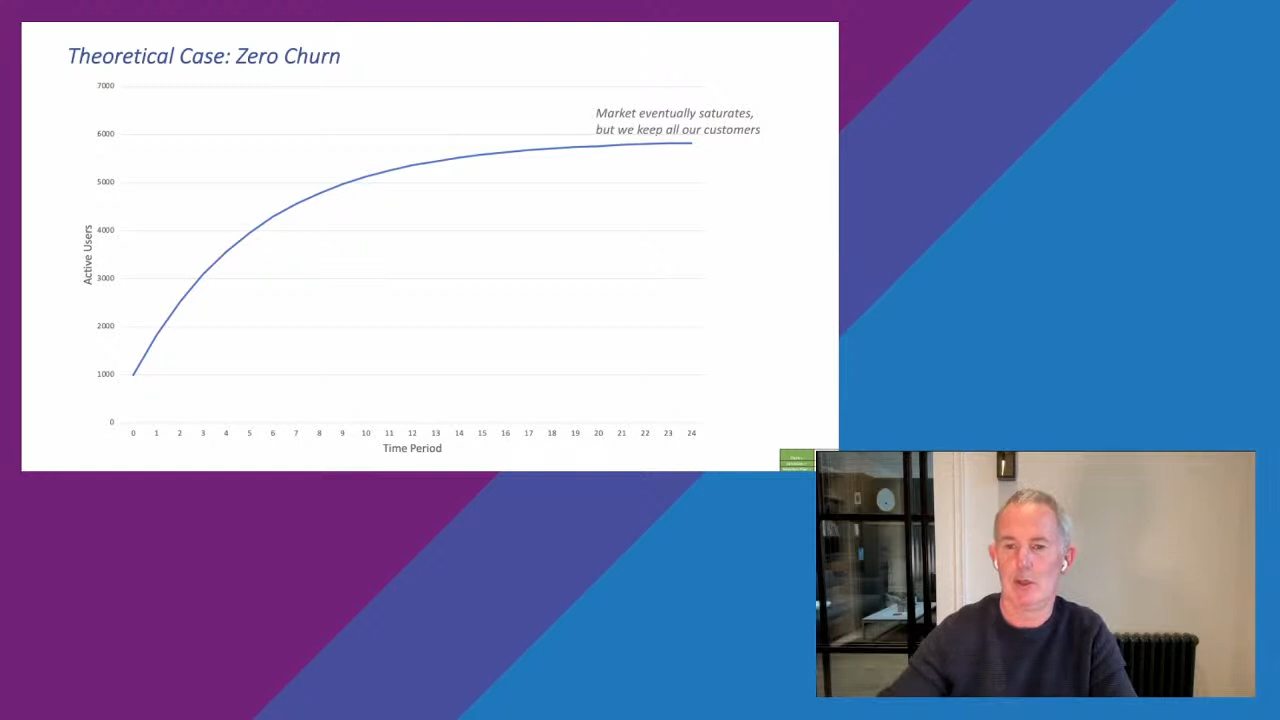 Theoretical Case: Zero Churn
7000
Market eventually saturates,
but we keep all our customers
6000
5000
4000
3000
2000
1000
0
Active Users
0 1 2 3 4 5 6 7 8 9 10 11 12 13 14 15 16 17 18 19 20 21 22 23 24
Time Period